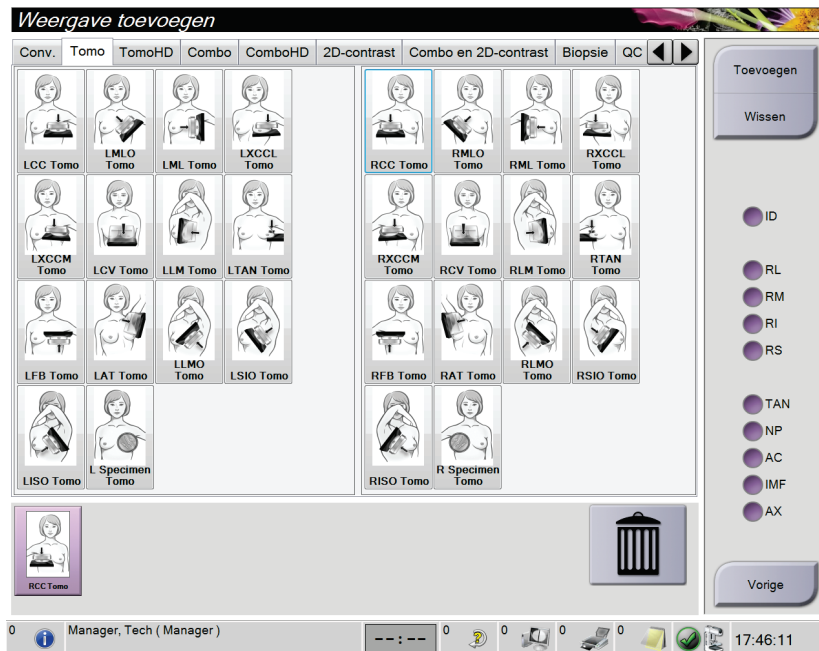 Weergave toevoegen
Conv. Tomo TomoHD Combo ComboHD 2D-contrast Combo en 2D-contrast Biopsie QC
Tevoegen
Wissen
LCC Tomo
LMLO
Tomo
LML Tomo
LXCCL
Tomo
RCC Tomo
RMLO
Tomo
RML Tomo
RXCCL
Tomo
LXCCM
Tomo
LCV Tomo
LLM Tomo
LTAN Tomo
RXCCM
Tomo
RCV Tomo
RLM Tomo
RTAN
Tomo
LFB Tomo
LAT Tomo
LLMO
Tomo
LSIO Tomo
RFB Tomo
RAT Tomo
RLMO
Tomo
RSIO Tomo
LISO Tomo
L Specimen
Tomo
RISO Tomo
R Specimen
Tomo
ID
RL
RM
RI
RS
TAN
NP
AC
IMF
AX
RCC Tomo
Vorige
0 Manager, Tech ( Manager ) --:-- 0 0 0 0 17:46:11